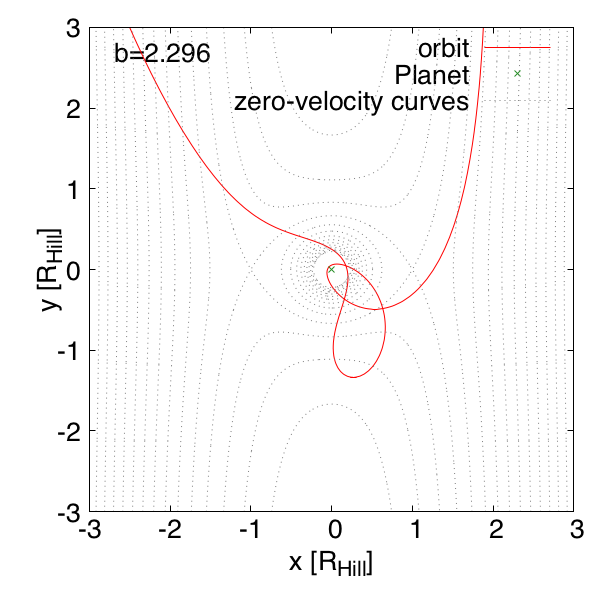 b=2.296
orbit
Planet
zero-velocity curves
y [R_Hill]
3
2
1
0
-1
-2
-3
-3
-2
-1
0
1
2
3
x [R_Hill]